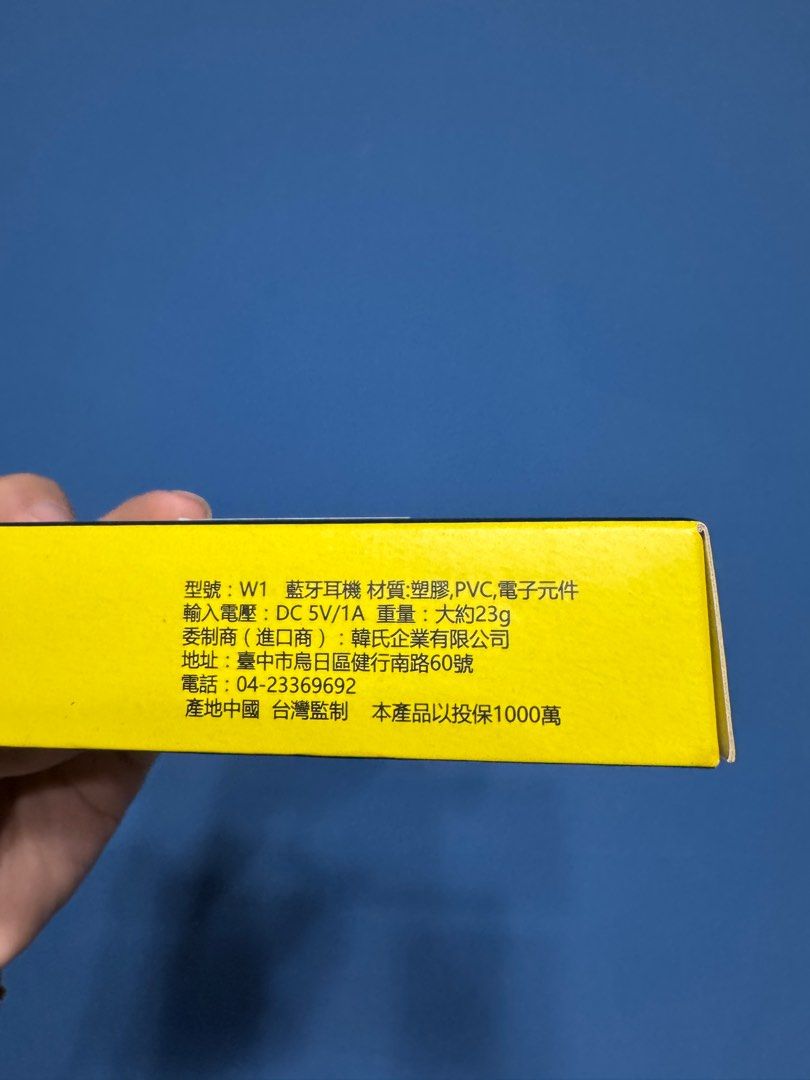 型號：W1 藍牙耳機 材質:塑膠,PVC,電子元件
輸入電壓：DC 5V/1A 重量：大約23g
委制商（進口商）：韓氏企業有限公司
地址：臺中市烏日區健行南路60號
電話：04-23369692
產地中國 台灣監制 本產品以投保1000萬